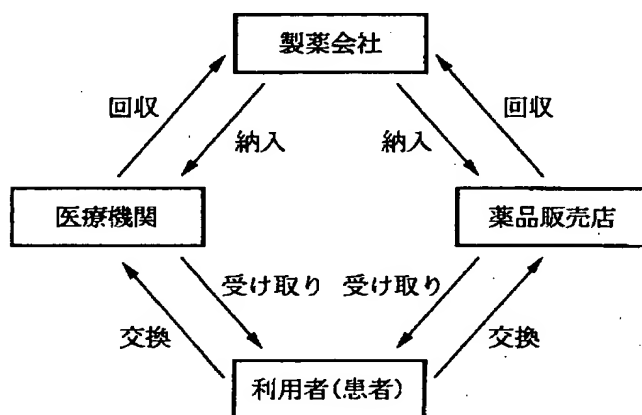 製薬会社
回収
回収
納入
納入
医療機関
薬品販売店
受け取り
受け取り
交換
交換
利用者(患者)